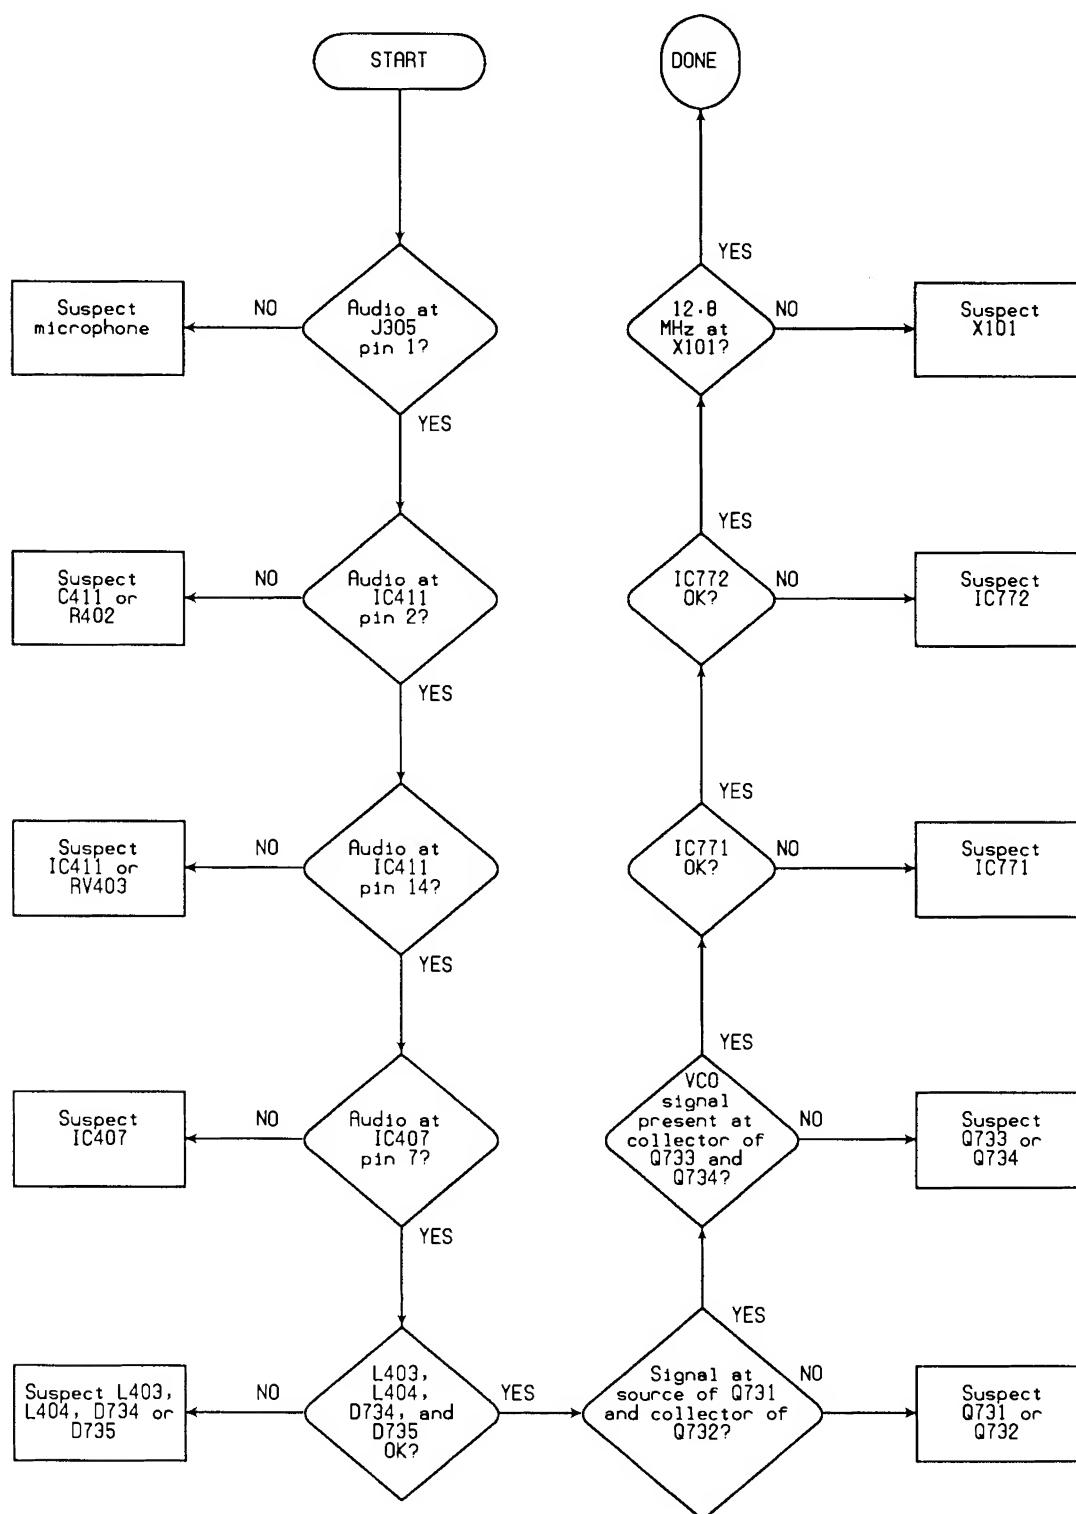 START
Audio at
J305
pin 1?
NO
Suspect
microphone
YES
Audio at
IC411
pin 2?
NO
Suspect
C411 or
R402
YES
Audio at
IC411
pin 14?
NO
Suspect
IC411 or
RV403
YES
Audio at
IC407
pin 7?
NO
Suspect
IC407
YES
L403,
L404,
D734, and
D735
OK?
NO
Suspect L403,
L404, D734 or
D735
YES
Signal at
source of Q731
and collector of
Q732?
NO
Suspect
Q731 or
Q732
YES
VCO
signal
present at
collector of
Q733 and
Q734?
NO
Suspect
Q733 or
Q734
YES
IC771
OK?
NO
Suspect
IC771
YES
IC772
OK?
NO
Suspect
IC772
YES
12.8
MHz at
X101?
NO
Suspect
X101
YES
DONE